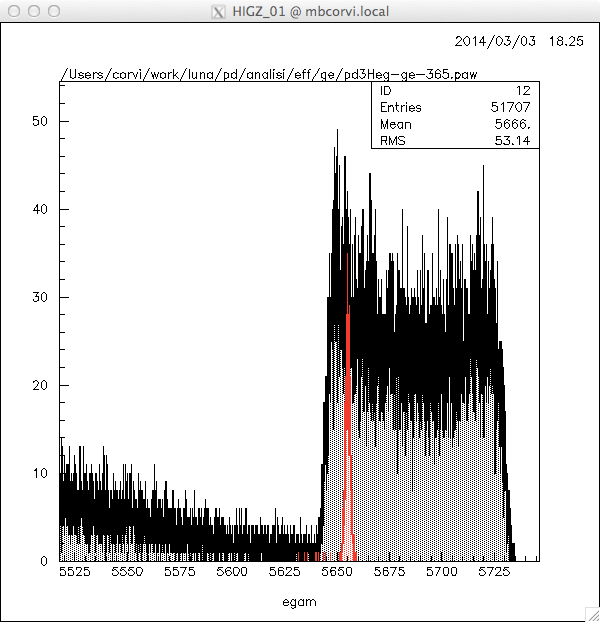 HIGZ_01 @ mbcorvi.local
2014/03/03 18.25
/Users/corvi/work/luna/pd/analisi/eff/ge/pd3Heg-ge-365.paw
ID 12
Entries 51707
Mean 5666.
RMS 53.14
50
40
30
20
10
0
5525 5550 5575 5600 5625 5650 5675 5700 5725
egam